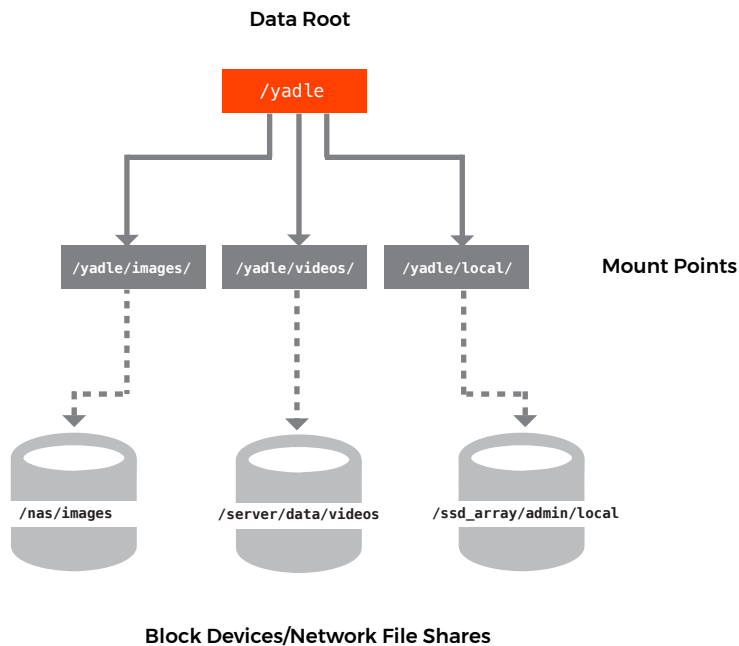 Data Root
/yadle
/yadle/images/
/yadle/videos/
/yadle/local/
Mount Points
/nas/images
/server/data/videos
/ssd_array/admin/local
Block Devices/Network File Shares